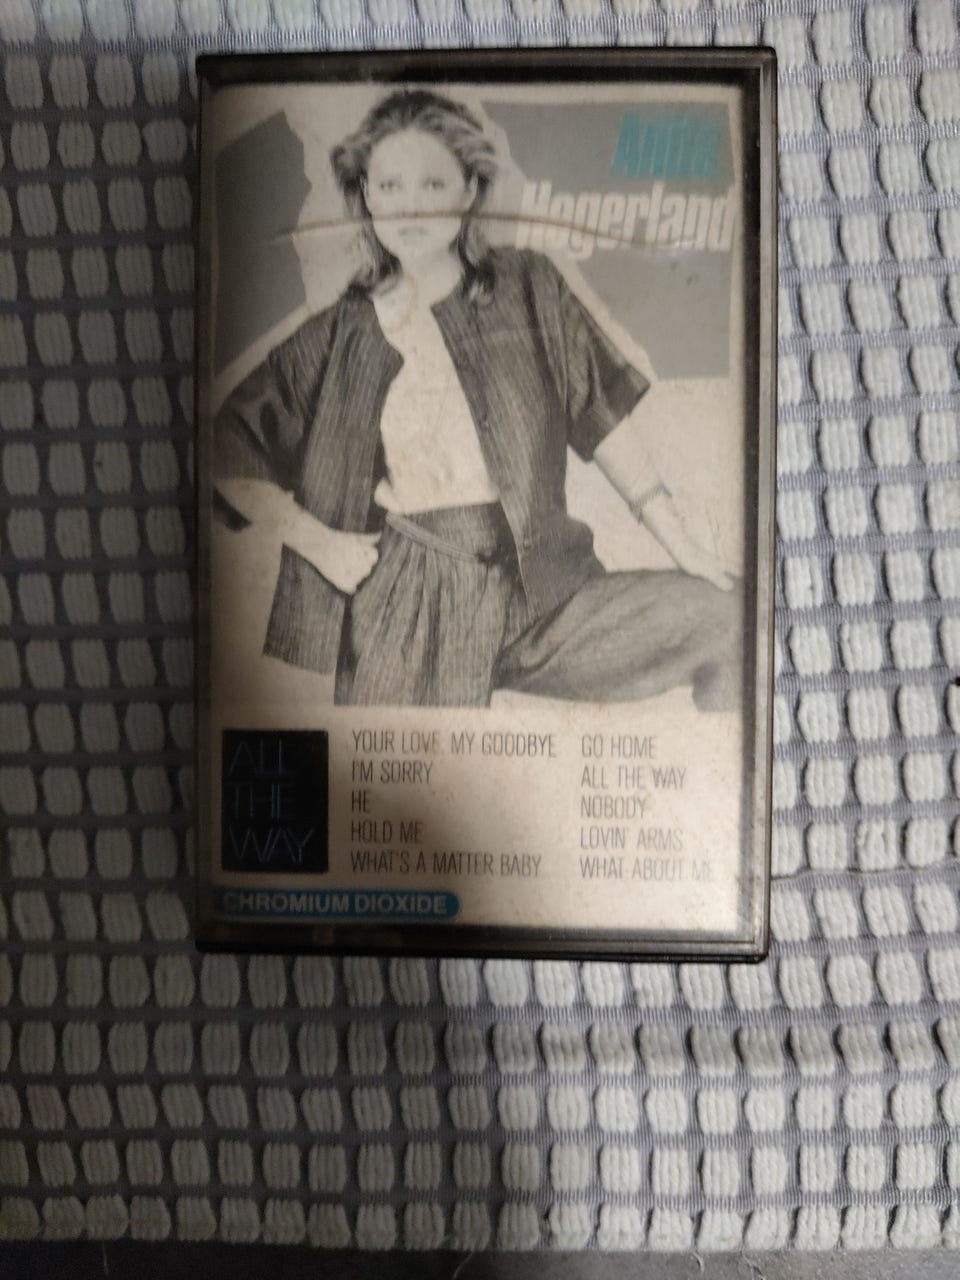 Anita
Hegerland
ALL
THE
WAY
YOUR LOVE, MY GOODBYE
I'M SORRY
HE
HOLD ME
WHAT'S A MATTER BABY
GO HOME
ALL THE WAY
NOBODY
LOVIN' ARMS
WHAT ABOUT ME
CHROMIUM DIOXIDE